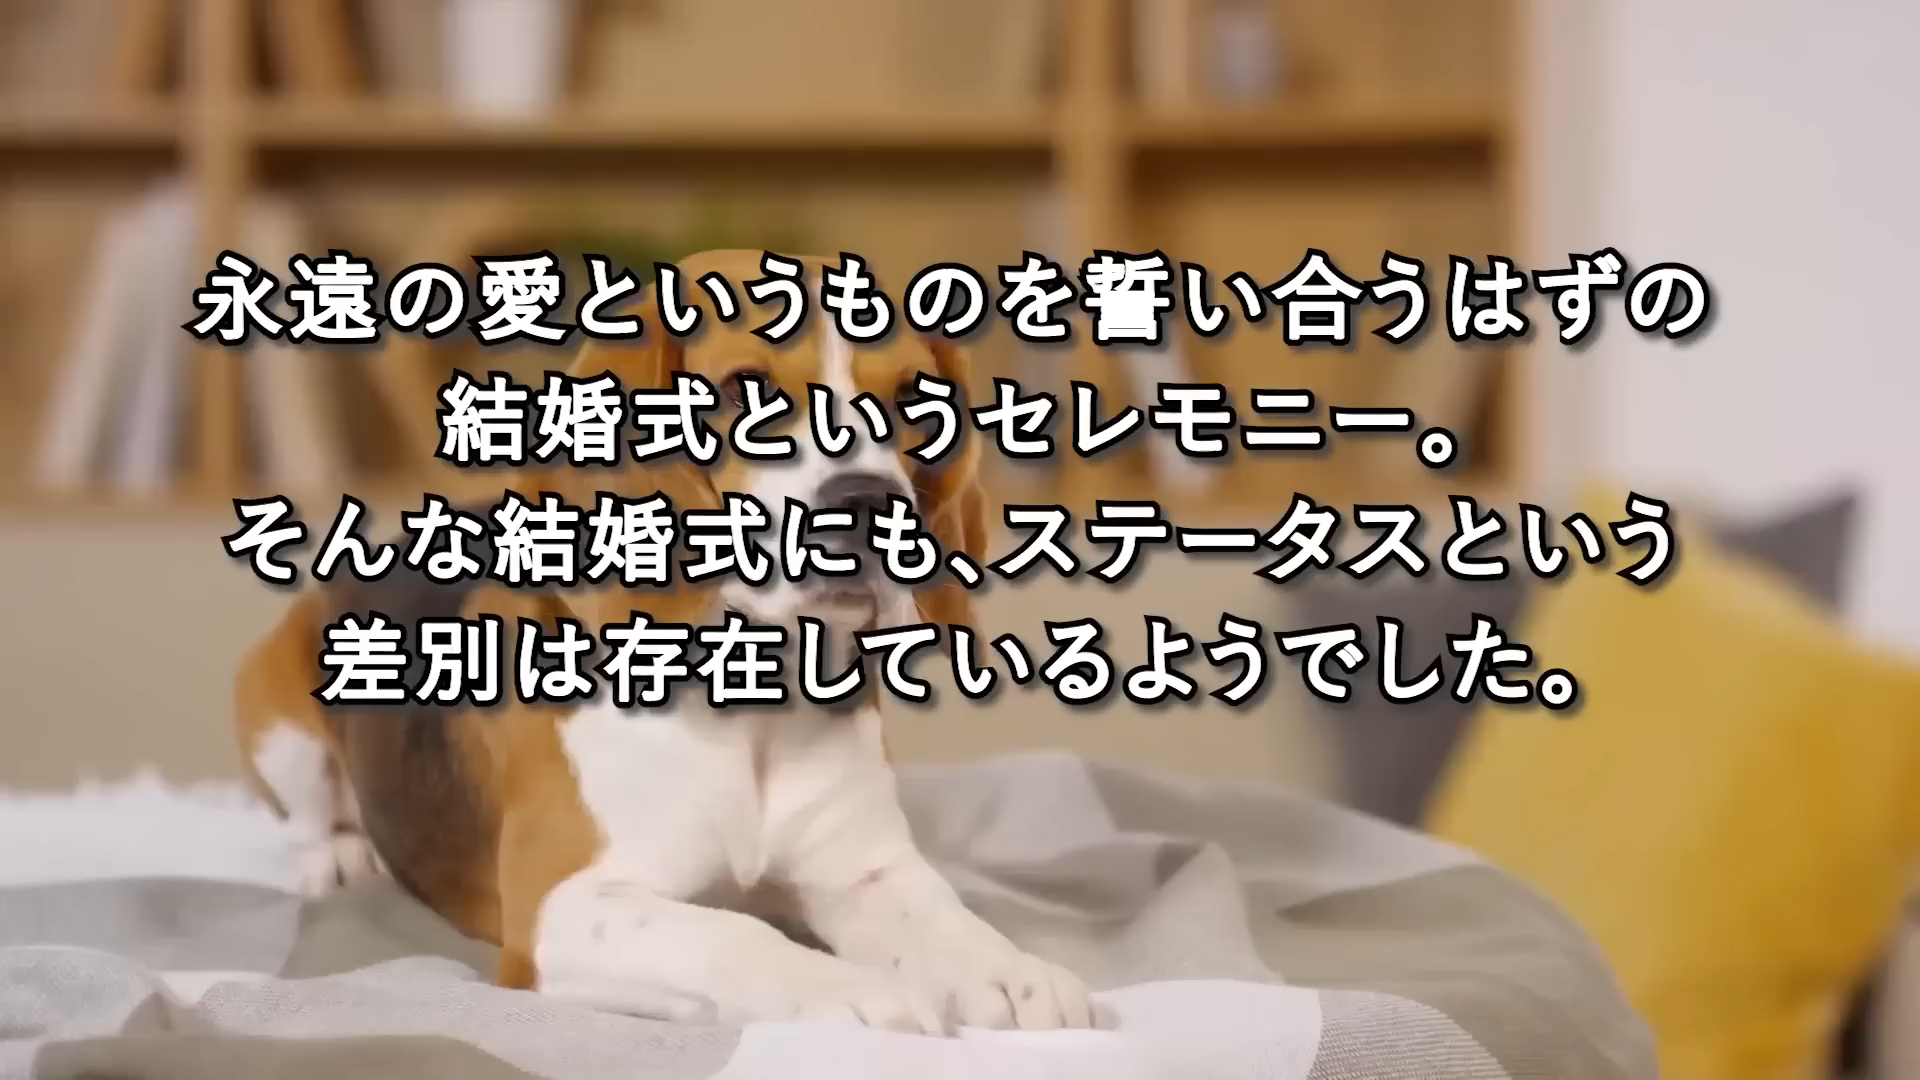 永遠の愛というものを誓い合うはずの
結婚式というセレモニー。
そんな結婚式にも、ステータスという
差別は存在しているようでした。